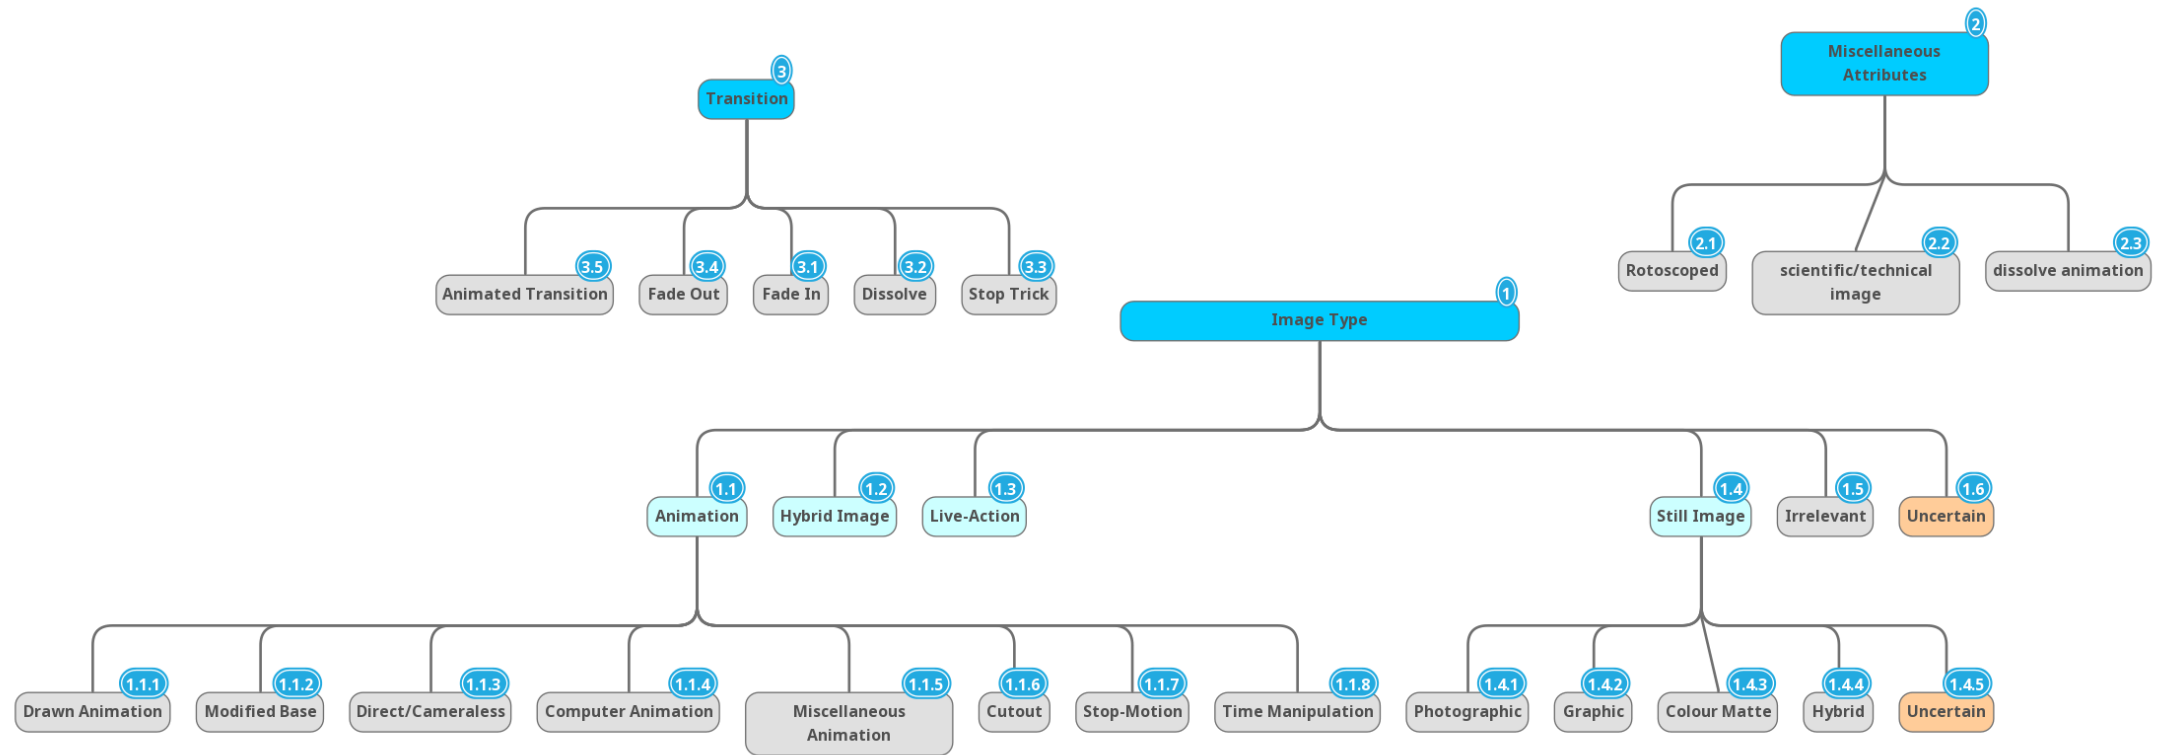 2
Miscellaneous
Attributes
3
Transition
2.1
2.2
2.3
Rotoscoped
scientific/technical
image
dissolve animation
3.5
3.4
3.1
3.2
3.3
Animated Transition
Fade Out
Fade In
Dissolve
Stop Trick
1
Image Type
1.1
1.2
1.3
1.4
1.5
1.6
Animation
Hybrid Image
Live-Action
Still Image
Irrelevant
Uncertain
1.1.1
1.1.2
1.1.3
1.1.4
1.1.5
1.1.6
1.1.7
1.1.8
1.4.1
1.4.2
1.4.3
1.4.4
1.4.5
Drawn Animation
Modified Base
Direct/Cameraless
Computer Animation
Miscellaneous
Animation
Cutout
Stop-Motion
Time Manipulation
Photographic
Graphic
Colour Matte
Hybrid
Uncertain